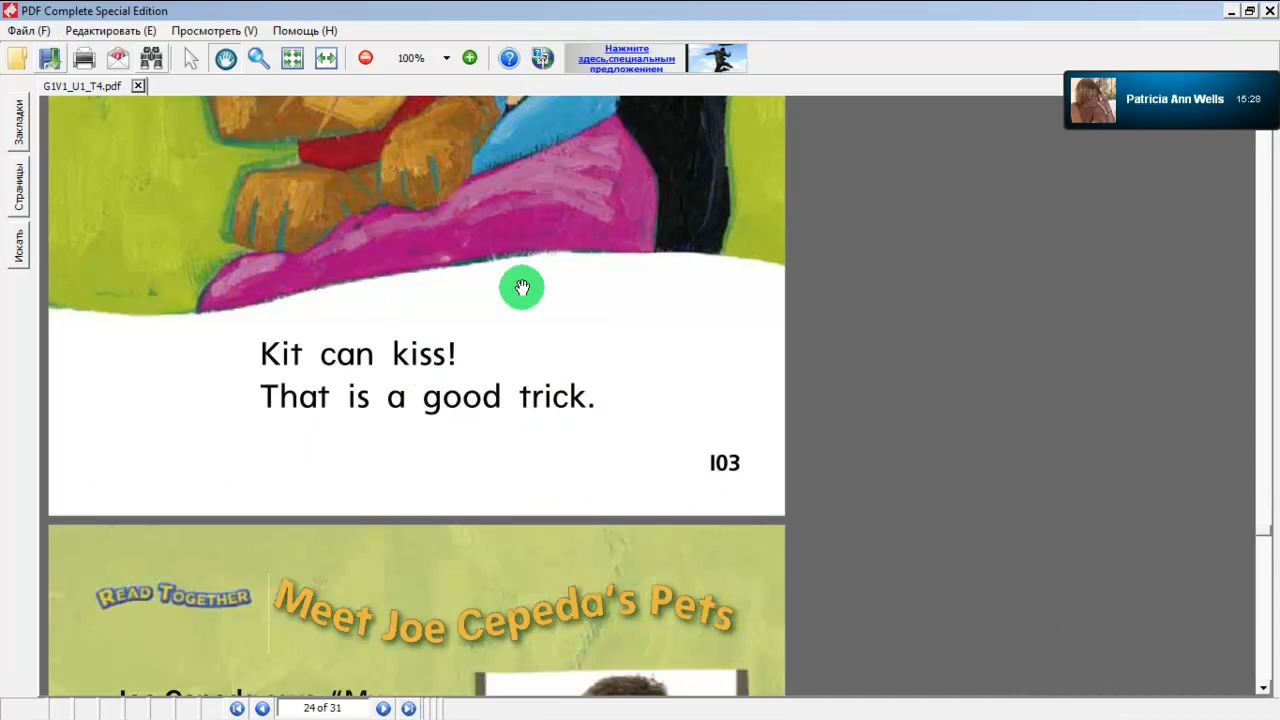 PDF Complete Special Edition
Файл (F) Редактировать (E) Просмотреть (V) Помощь (H)
100%
Нажмите
здесь,специальным
предложением
G1V1_U1_T4.pdf
Patricia Ann Wells 15:28
Закладки
Страницы
Искать
Kit can kiss!
That is a good trick.
103
READ TOGETHER
Meet Joe Cepeda's Pets
24 of 31